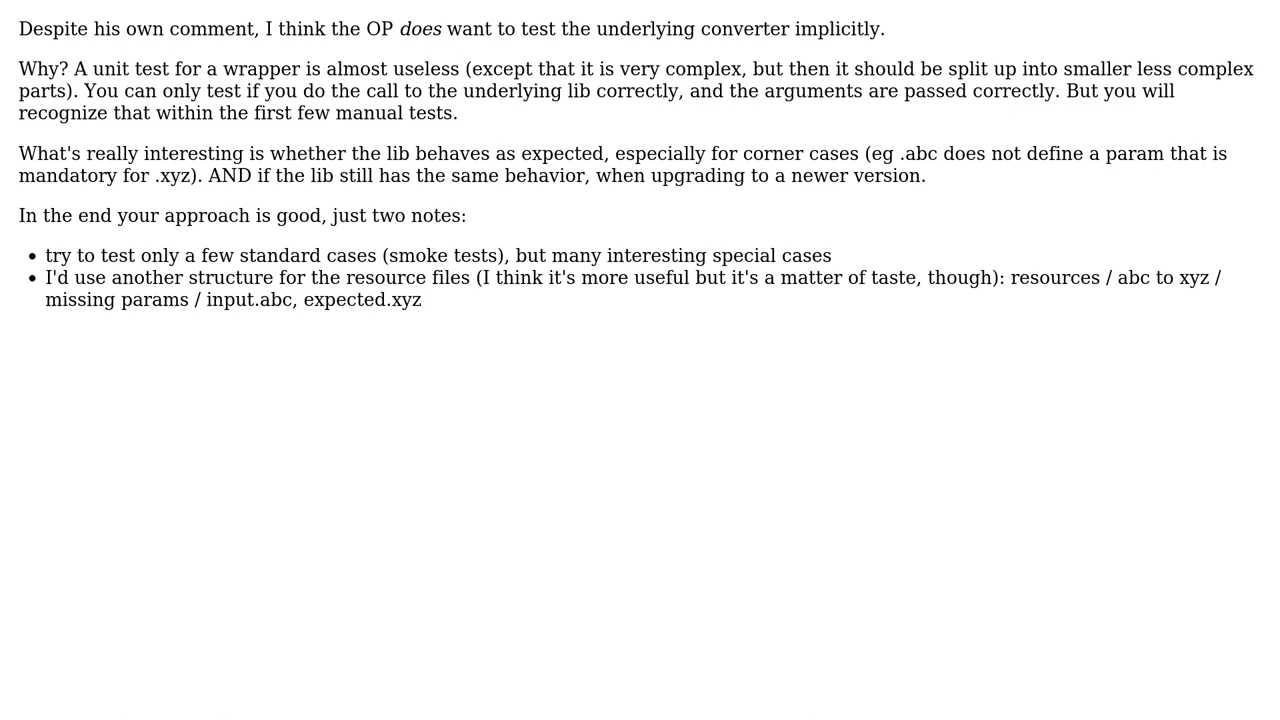 Despite his own comment, I think the OP does want to test the underlying converter implicitly.
Why? A unit test for a wrapper is almost useless (except that it is very complex, but then it should be split up into smaller less complex
parts). You can only test if you do the call to the underlying lib correctly, and the arguments are passed correctly. But you will
recognize that within the first few manual tests.
What's really interesting is whether the lib behaves as expected, especially for corner cases (eg .abc does not define a param that is
mandatory for .xyz). AND if the lib still has the same behavior, when upgrading to a newer version.
In the end your approach is good, just two notes:
• try to test only a few standard cases (smoke tests), but many interesting special cases
• I'd use another structure for the resource files (I think it's more useful but it's a matter of taste, though): resources / abc to xyz /
missing params / input.abc, expected.xyz